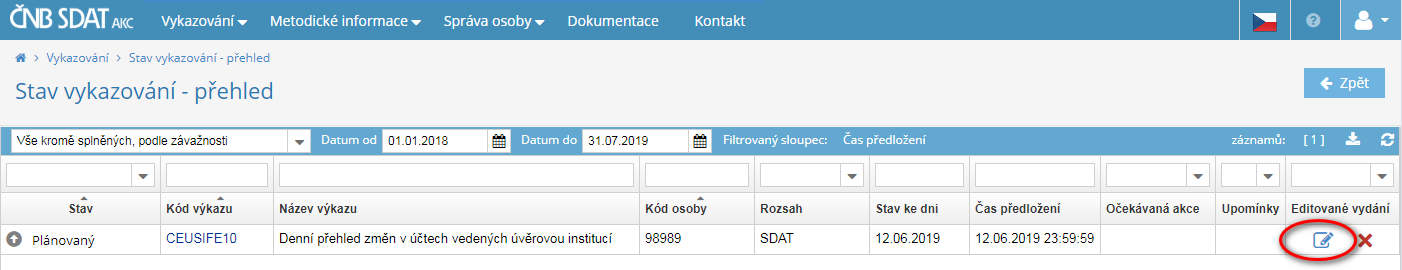 ČNB SDAT AKC Vykazování Metodické informace Správa osoby Dokumentace Kontakt
Vykazování Stav vykazování - přehled
Stav vykazování - přehled Zpět
Vše kromě splněných, podle závažnosti Datum od 01.01.2018 Datum do 31.07.2019 Filtrovaný sloupec: Čas předložení záznamů: [ 1 ]
Stav Kód výkazu Název výkazu Kód osoby Rozsah Stav ke dni Čas předložení Očekávaná akce Upomínky Editované vydání
Plánovaný CEUSIFE10 Denní přehled změn v účtech vedených úvěrovou institucí 98989 SDAT 12.06.2019 12.06.2019 23:59:59